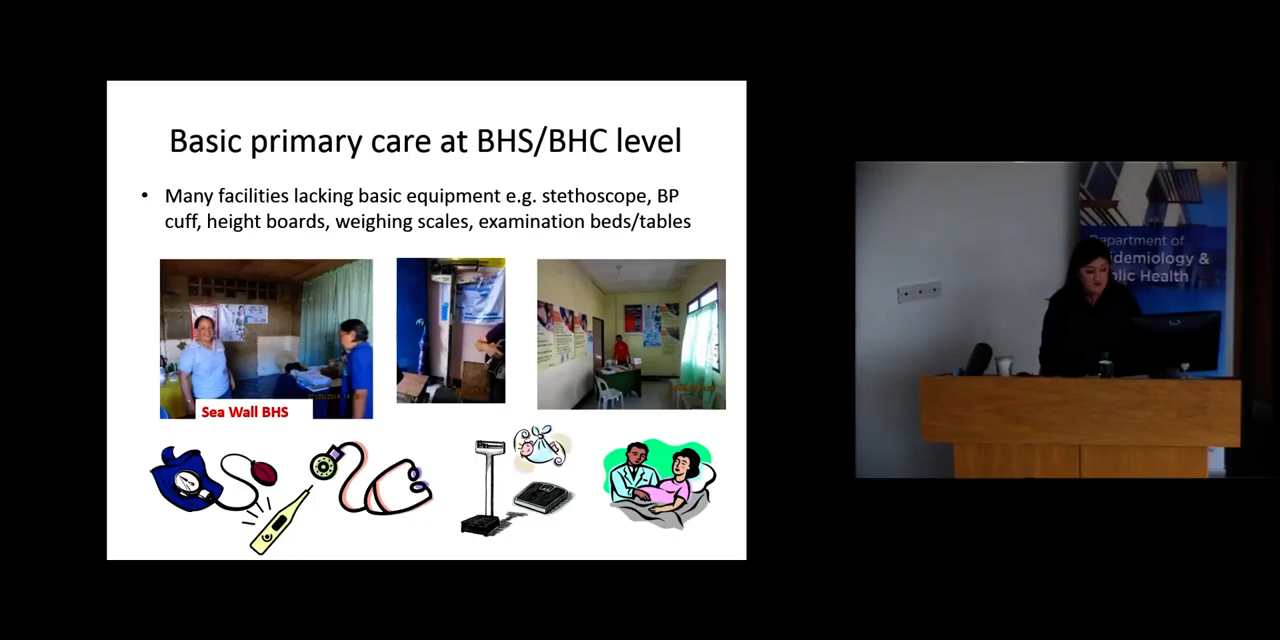 Basic primary care at BHS/BHC level
• Many facilities lacking basic equipment e.g. stethoscope, BP
cuff, height boards, weighing scales, examination beds/tables
Sea Wall BHS
Department of
idemiology &
blic Health